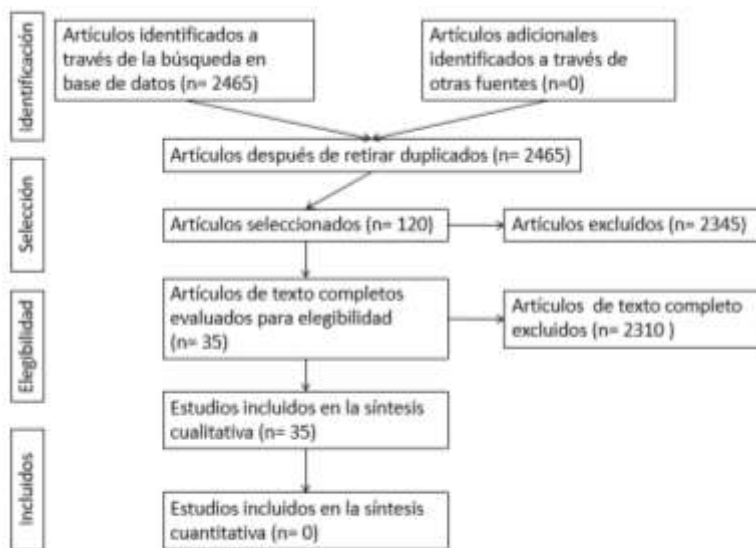 Identificación
Artículos identificados a
través de la búsqueda en
base de datos (n= 2465)
Artículos adicionales
identificados a través de
otras fuentes (n=0)
Artículos después de retirar duplicados (n= 2465)
Selección
Artículos seleccionados (n= 120)
Artículos excluidos (n= 2345)
Elegibilidad
Artículos de texto completos
evaluados para elegibilidad
(n= 35)
Artículos de texto completo
excluidos (n= 2310 )
Estudios incluidos en la síntesis
cualitativa (n= 35)
Incluidos
Estudios incluidos en la síntesis
cuantitativa (n= 0)